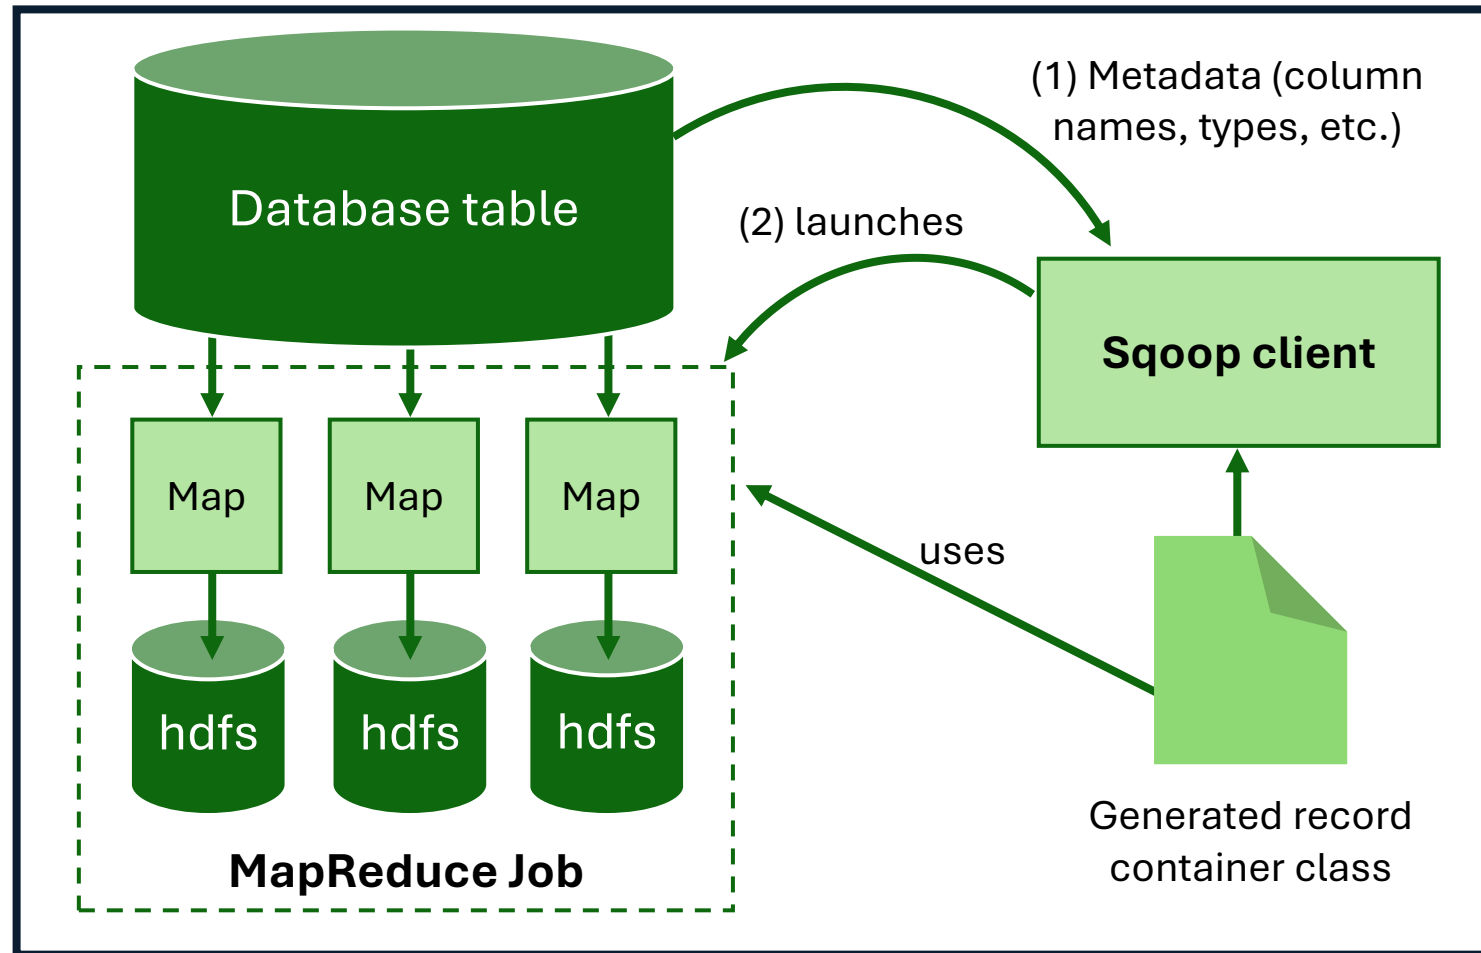 (1) Metadata (column
names, types, etc.)
Database table
(2) launches
Sqoop client
Map
Map
Map
uses
hdfs
hdfs
hdfs
Generated record
container class
MapReduce Job